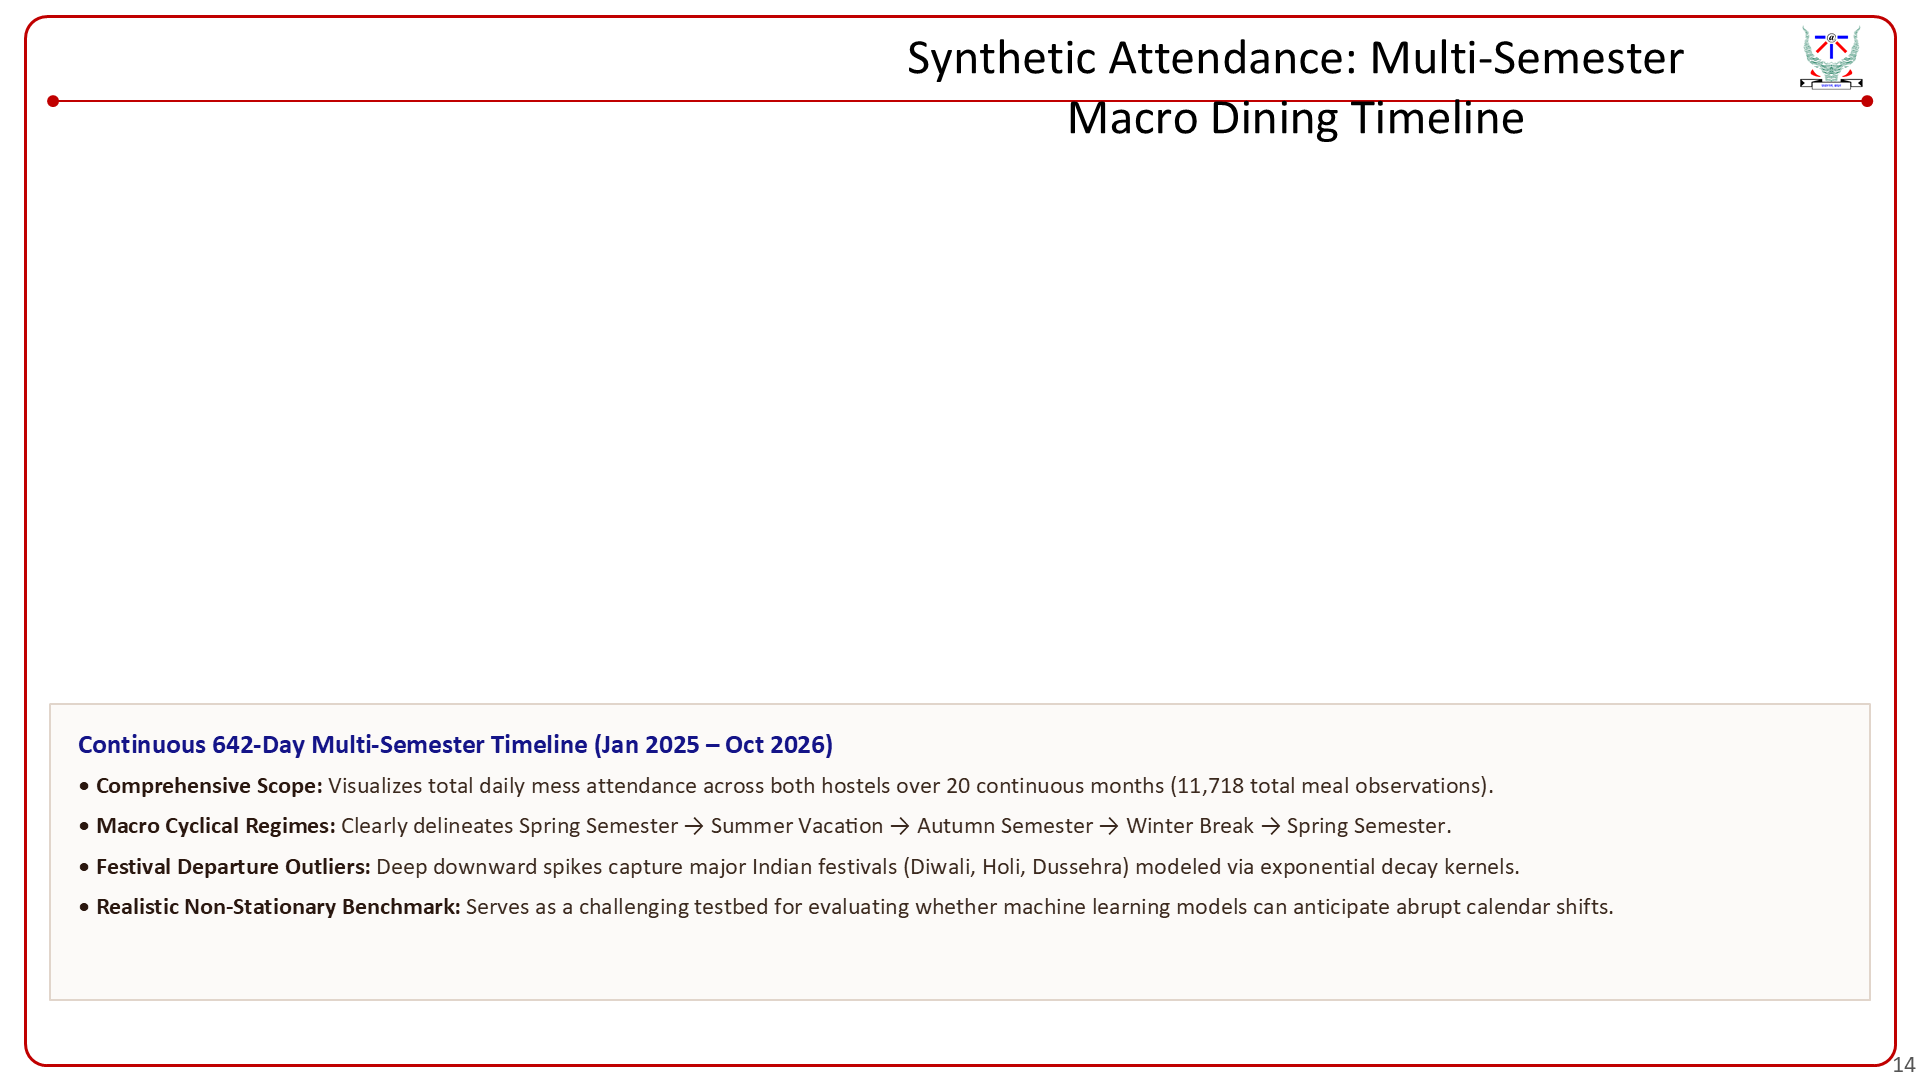 Synthetic Attendance: Multi-Semester
Macro Dining Timeline
Continuous 642-Day Multi-Semester Timeline (Jan 2025 – Oct 2026)
• Comprehensive Scope: Visualizes total daily mess attendance across both hostels over 20 continuous months (11,718 total meal observations).
• Macro Cyclical Regimes: Clearly delineates Spring Semester → Summer Vacation → Autumn Semester → Winter Break → Spring Semester.
• Festival Departure Outliers: Deep downward spikes capture major Indian festivals (Diwali, Holi, Dussehra) modeled via exponential decay kernels.
• Realistic Non-Stationary Benchmark: Serves as a challenging testbed for evaluating whether machine learning models can anticipate abrupt calendar shifts.
14